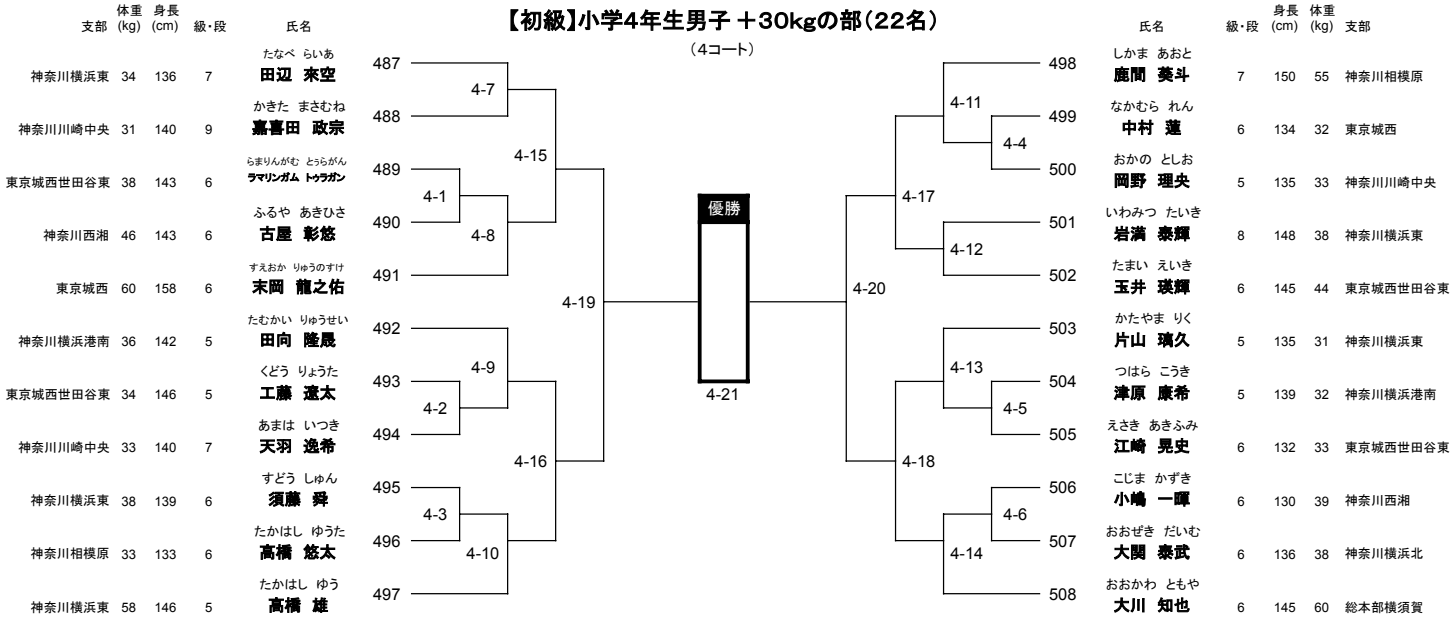 【初級】小学4年生男子 +30kgの部(22名)
(4コート)
支部 体重(kg) 身長(cm) 級・段 氏名
たなべ らいあ
神奈川横浜東 34 136 7 田辺 來空 487
かきた まさむね
神奈川川崎中央 31 140 9 嘉喜田 政宗 488
らまりんがむ とぅらがん
東京城西世田谷東 38 143 6 ラマリンガム トゥラガン 489
ふるや あきひさ
神奈川西湘 46 143 6 古屋 彰悠 490
すえおか りゅうのすけ
東京城西 60 158 6 末岡 龍之佑 491
たむかい りゅうせい
神奈川横浜港南 36 142 5 田向 隆晟 492
くどう りょうた
東京城西世田谷東 34 146 5 工藤 遼太 493
あまは いつき
神奈川川崎中央 33 140 7 天羽 逸希 494
すどう しゅん
神奈川横浜東 38 139 6 須藤 舜 495
たかはし ゆうた
神奈川相模原 33 133 6 高橋 悠太 496
たかはし ゆう
神奈川横浜東 58 146 5 高橋 雄 497
4-7
4-15
4-1
4-8
4-19
4-9
4-2
4-16
4-3
4-10
優勝
4-21
4-11
4-4
4-17
4-12
4-20
4-13
4-5
4-18
4-6
4-14
氏名 級・段 身長(cm) 体重(kg) 支部
しかま あおと
498 鹿間 葵斗 7 150 55 神奈川相模原
なかむら れん
499 中村 蓮 6 134 32 東京城西
おかの としお
500 岡野 理央 5 135 33 神奈川川崎中央
いわみつ たいき
501 岩満 泰輝 8 148 38 神奈川横浜東
たまい えいき
502 玉井 瑛輝 6 145 44 東京城西世田谷東
かたやま りく
503 片山 璃久 5 135 31 神奈川横浜東
つはら こうき
504 津原 康希 5 139 32 神奈川横浜港南
えさき あきふみ
505 江崎 晃史 6 132 33 東京城西世田谷東
こじま かずき
506 小嶋 一暉 6 130 39 神奈川西湘
おおぜき だいむ
507 大関 泰武 6 136 38 神奈川横浜北
おおかわ ともや
508 大川 知也 6 145 60 総本部横須賀